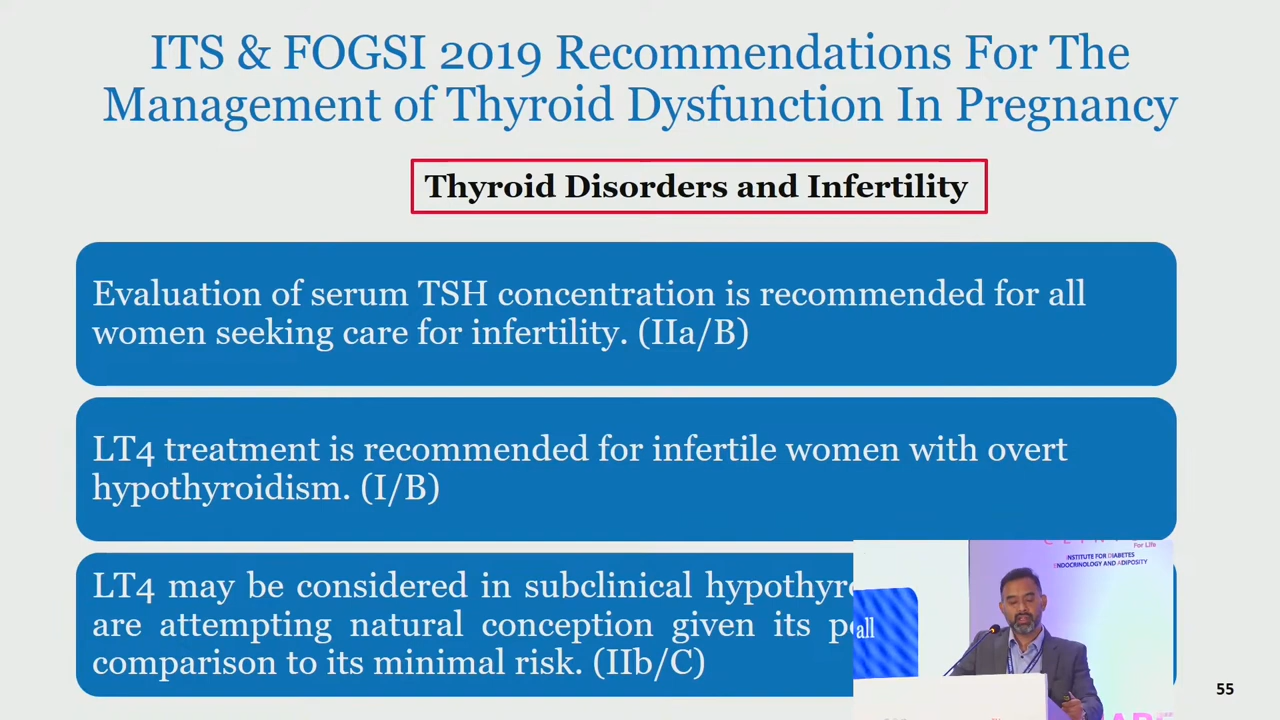 ITS & FOGSI 2019 Recommendations For The
Management of Thyroid Dysfunction In Pregnancy
Thyroid Disorders and Infertility
Evaluation of serum TSH concentration is recommended for all
women seeking care for infertility. (IIa/B)
LT4 treatment is recommended for infertile women with overt
hypothyroidism. (I/B)
LT4 may be considered in subclinical
are attempting natural conception given its
comparison to its minimal risk. (IIb/C)
For Life
INSTITUTE FOR DIABETES
ENDOCRINOLOGY AND ADIPOSITY
all
55